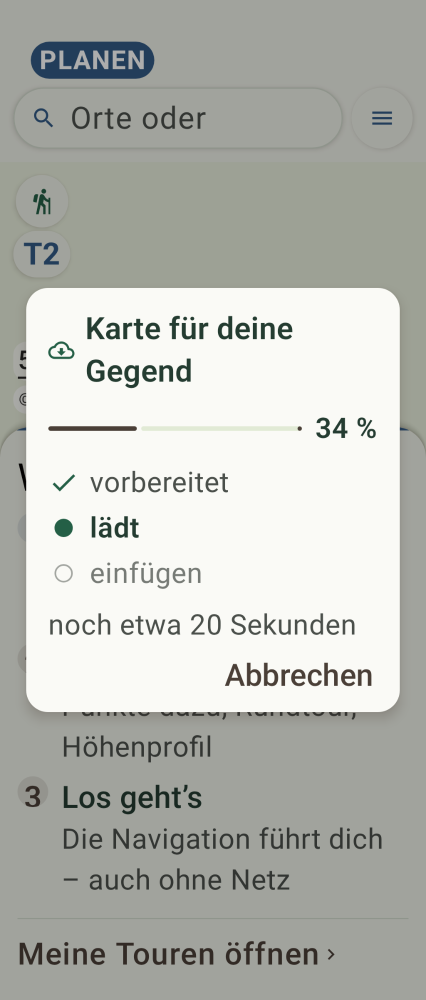 PLANEN
Orte oder
T2
Karte für deine
Gegend
34 %
vorbereitet
lädt
einfügen
noch etwa 20 Sekunden
Abbrechen
Höhenprofil
3 Los geht’s
Die Navigation führt dich
– auch ohne Netz
Meine Touren öffnen ›